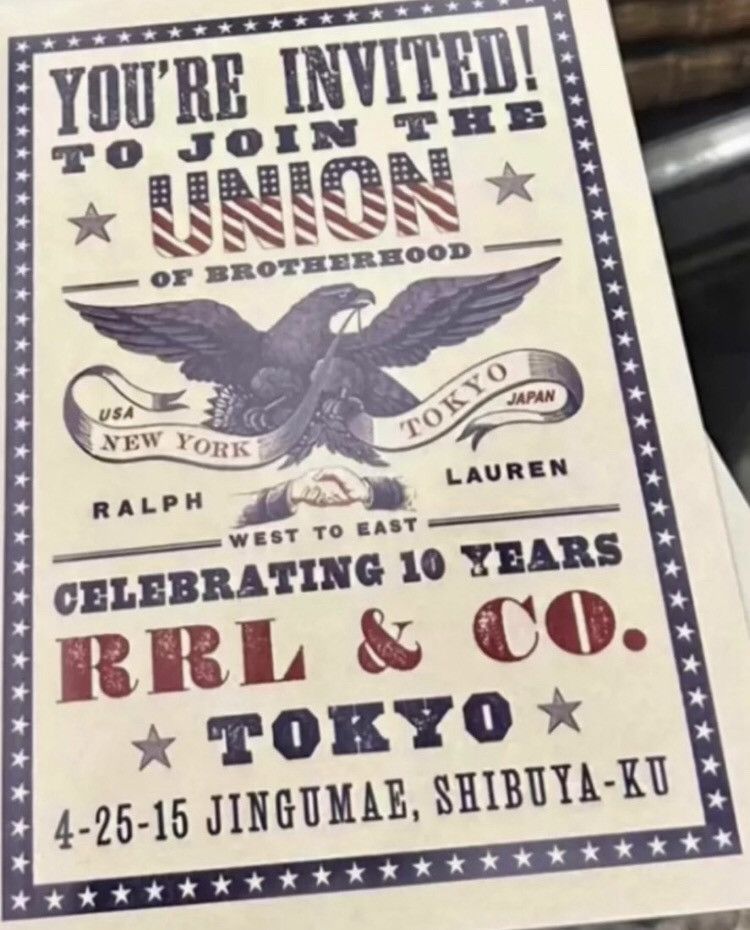 YOU'RE INVITED!
TO JOIN THE
UNION
OF BROTHERHOOD
USA
NEW YORK
TOKYO
JAPAN
RALPH
LAUREN
WEST TO EAST
CELEBRATING 10 YEARS
RRL & CO.
TOKYO
4-25-15 JINGUMAE, SHIBUYA-KU